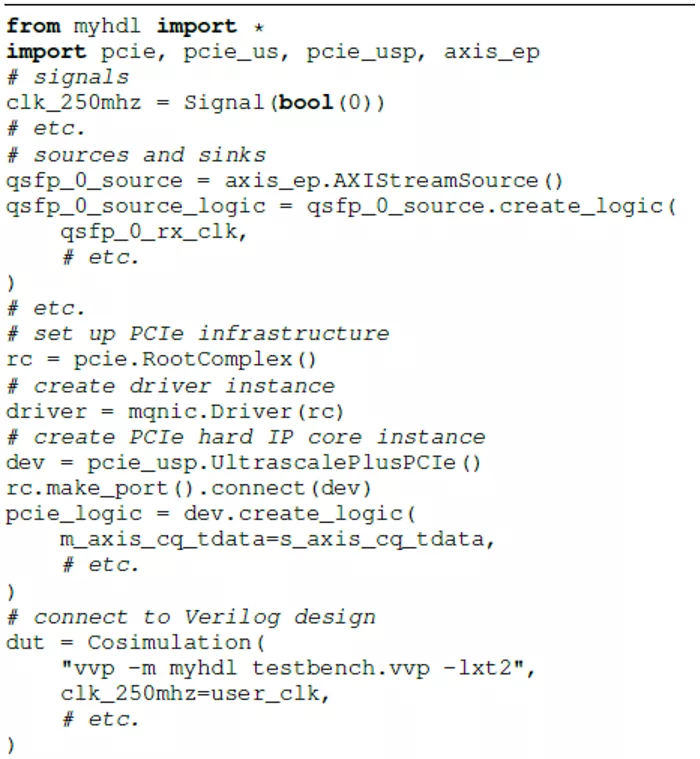 from myhdl import *
import pcie, pcie_us, pcie_usp, axis_ep
# signals
clk_250mhz = Signal(bool(0))
# etc.
# sources and sinks
qsfp_0_source = axis_ep.AXIStreamSource()
qsfp_0_source_logic = qsfp_0_source.create_logic(
    qsfp_0_rx_clk,
    # etc.
)
# etc.
# set up PCIe infrastructure
rc = pcie.RootComplex()
# create driver instance
driver = mqnic.Driver(rc)
# create PCIe hard IP core instance
dev = pcie_usp.UltrascalePlusPCIe()
rc.make_port().connect(dev)
pcie_logic = dev.create_logic(
    m_axis_cq_tdata=s_axis_cq_tdata,
    # etc.
)
# connect to Verilog design
dut = Cosimulation(
    "vvp -m myhdl testbench.vvp -lxt2",
    clk_250mhz=user_clk,
    # etc.
)